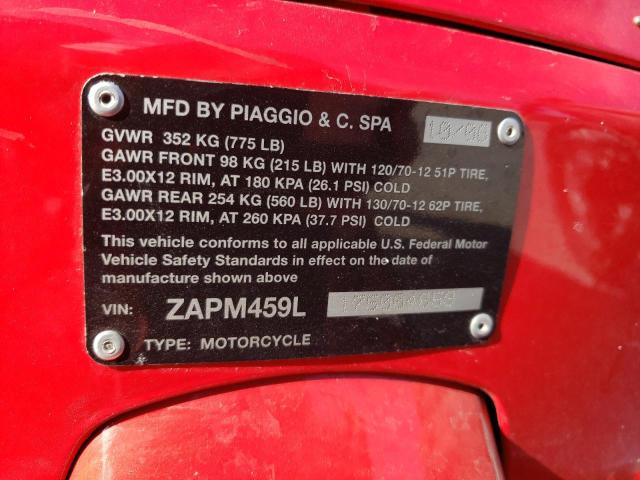 MFD BY PIAGGIO & C. SPA
GVWR 352 KG (775 LB)
GAWR FRONT 98 KG (215 LB) WITH 120/70-12 51P TIRE,
E3.00X12 RIM, AT 180 KPA (26.1 PSI) COLD
GAWR REAR 254 KG (560 LB) WITH 130/70-12 62P TIRE,
E3.00X12 RIM, AT 260 KPA (37.7 PSI) COLD
This vehicle conforms to all applicable U.S. Federal Motor
Vehicle Safety Standards in effect on the date of
manufacture shown above
VIN: ZAPM459L
TYPE: MOTORCYCLE